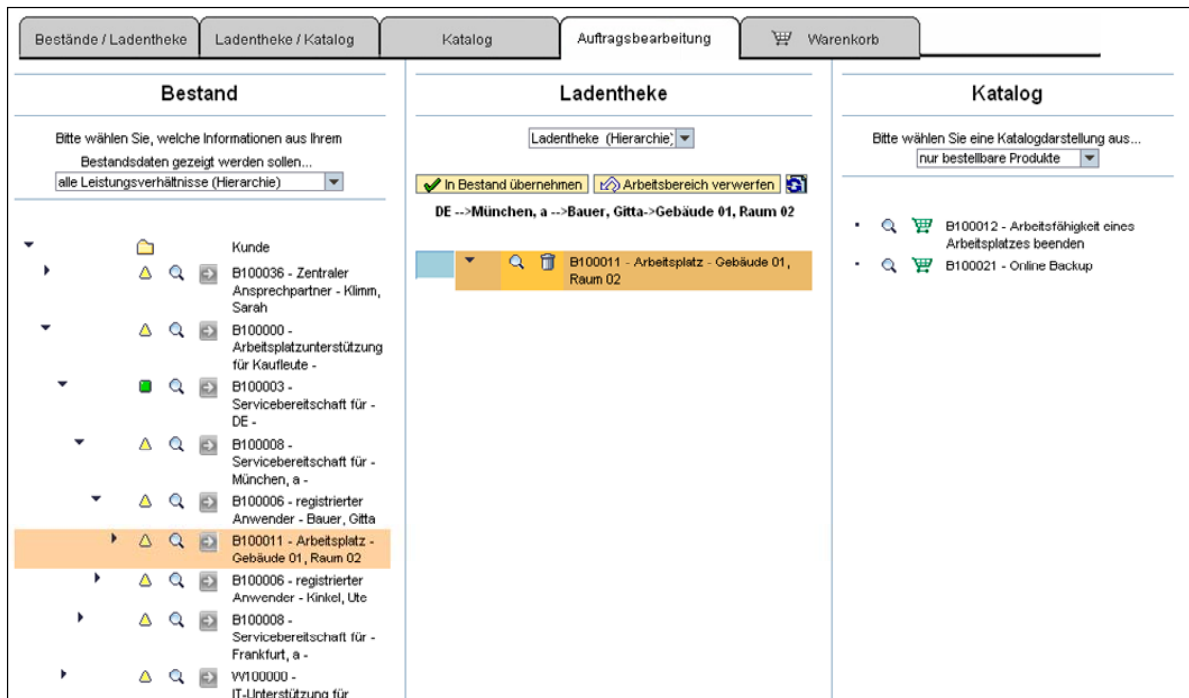 Bestände / Ladentheke
Ladentheke / Katalog
Katalog
Auftragsbearbeitung
Warenkorb
Bestand
Bitte wählen Sie, welche Informationen aus Ihrem
Bestandsdaten gezeigt werden sollen...
alle Leistungsverhältnisse (Hierarchie)
Kunde
B100036 - Zentraler
Ansprechpartner - Klimm,
Sarah
B100000 -
Arbeitsplatzunterstützung
für Kaufleute -
B100003 -
Servicebereitschaft für -
DE -
B100008 -
Servicebereitschaft für -
München, a -
B100006 - registrierter
Anwender - Bauer, Gitta
B100011 - Arbeitsplatz -
Gebäude 01, Raum 02
B100006 - registrierter
Anwender - Kinkel, Ute
B100008 -
Servicebereitschaft für -
Frankfurt, a -
W100000 -
IT-Unterstützung für
Ladentheke
Ladentheke (Hierarchie)
In Bestand übernehmen
Arbeitsbereich verwerfen
DE -->München, a -->Bauer, Gitta->Gebäude 01, Raum 02
B100011 - Arbeitsplatz - Gebäude 01,
Raum 02
Katalog
Bitte wählen Sie eine Katalogdarstellung aus...
nur bestellbare Produkte
B100012 - Arbeitsfähigkeit eines
Arbeitsplatzes beenden
B100021 - Online Backup